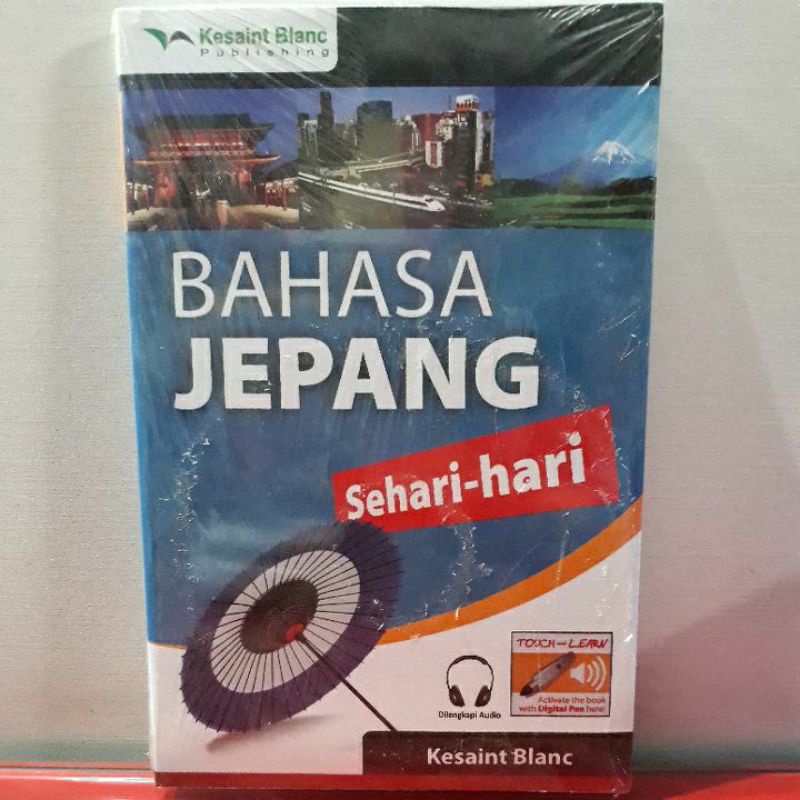 Kesaint Blanc
Publishing
BAHASA
JEPANG
Sehari-hari
TOUCH and LEARN
Activate the book
with Digital Pen here!
Dilengkapi Audio
Kesaint Blanc